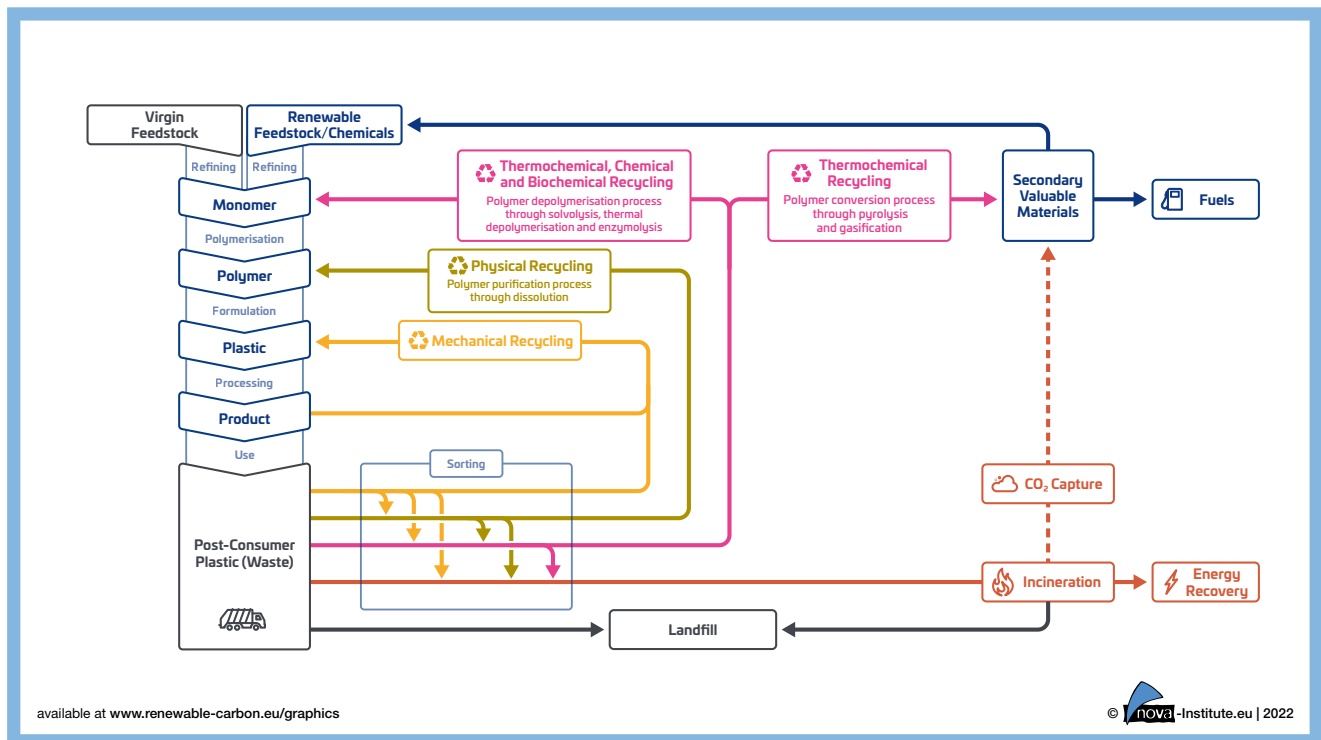 Virgin
Feedstock
Renewable
Feedstock/Chemicals
Refining
Refining
Monomer
Polymerisation
Polymer
Formulation
Plastic
Processing
Product
Use
Post-Consumer
Plastic (Waste)
Thermochemical, Chemical
and Biochemical Recycling
Polymer depolymerisation process
through solvolysis, thermal
depolymerisation and enzymolysis
Thermochemical
Recycling
Polymer conversion process
through pyrolysis
and gasification
Secondary
Valuable
Materials
Fuels
Physical Recycling
Polymer purification process
through dissolution
Mechanical Recycling
Sorting
CO₂ Capture
Incineration
Energy
Recovery
Landfill
available at www.renewable-carbon.eu/graphics
© nova-Institute.eu | 2022